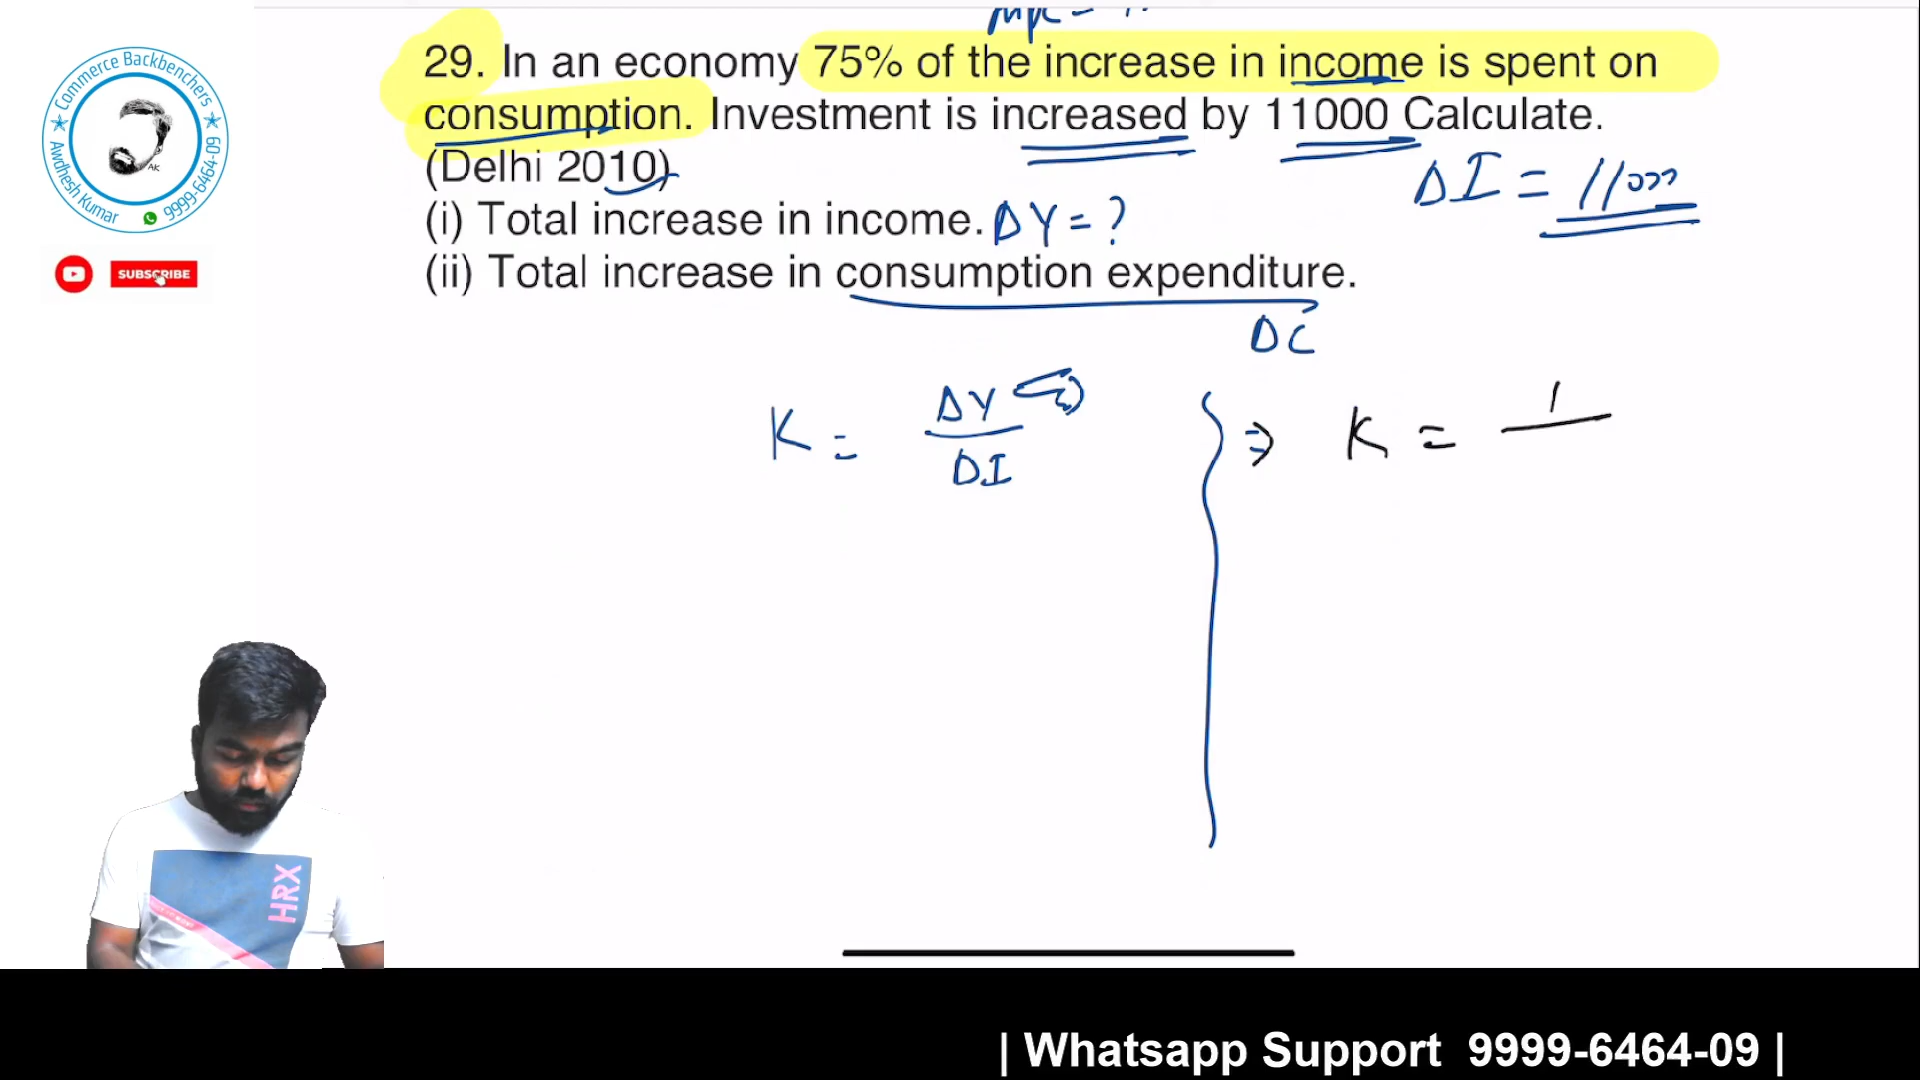 Commerce Backbenchers
Awdhesh Kumar
9999-6464-09
AK
SUBSCRIBE
29. In an economy 75% of the increase in income is spent on
consumption. Investment is increased by 11000 Calculate.
(Delhi 2010)
ΔI = 11000
(i) Total increase in income. ΔY = ?
(ii) Total increase in consumption expenditure.
ΔC
K = ΔY
ΔI
⇒ K = 1
HRX
| Whatsapp Support 9999-6464-09 |